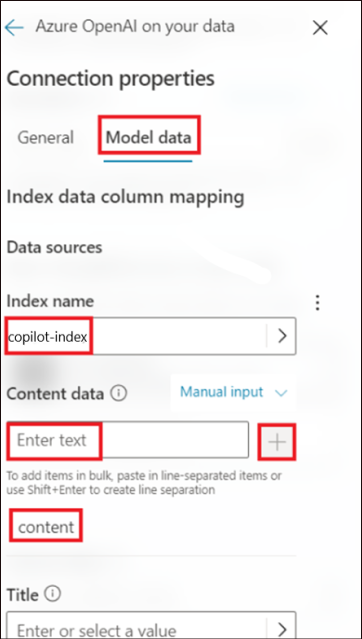 Azure OpenAI on your data
Connection properties
General
Model data
Index data column mapping
Data sources
Index name
copilot-index
Content data
Manual input
Enter text
To add items in bulk, paste in line-separated items or
use Shift+Enter to create line separation
content
Title
Enter or select a value